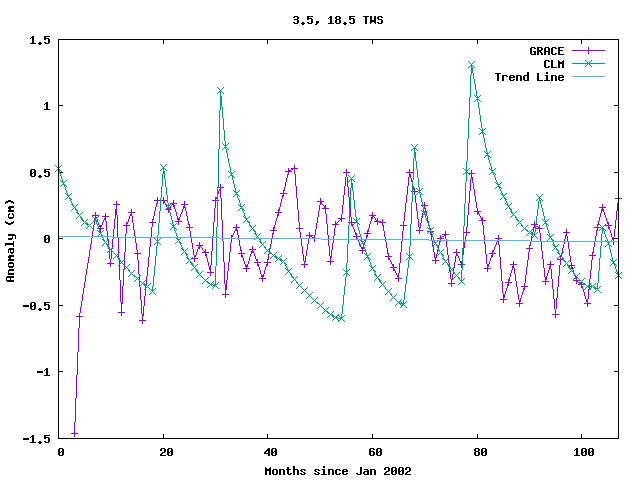 3.5, 18.5 TWS
GRACE
CLM
Trend Line
1.5
1
0.5
0
-0.5
-1
-1.5
Anomaly (cm)
0 20 40 60 80 100
Months since Jan 2002